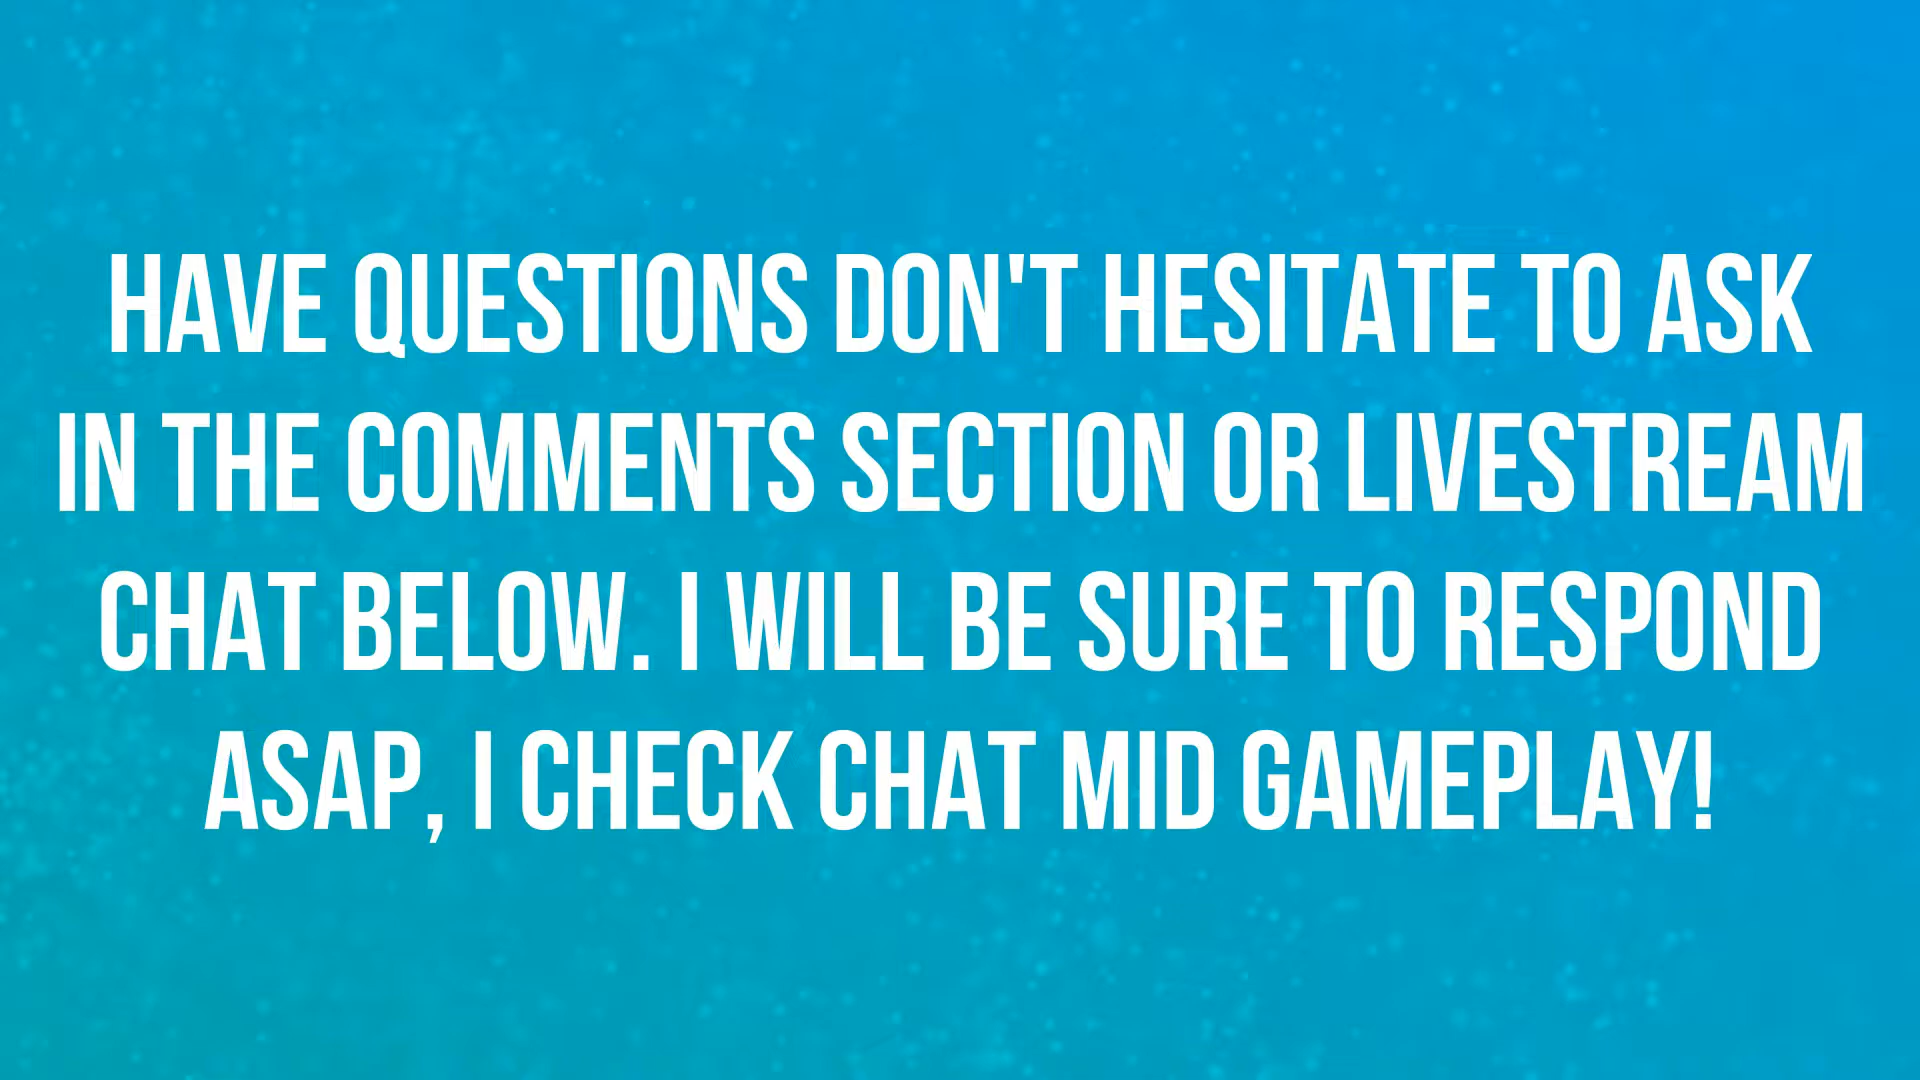 HAVE QUESTIONS DON'T HESITATE TO ASK
IN THE COMMENTS SECTION OR LIVESTREAM
CHAT BELOW. I WILL BE SURE TO RESPOND
ASAP, I CHECK CHAT MID GAMEPLAY!